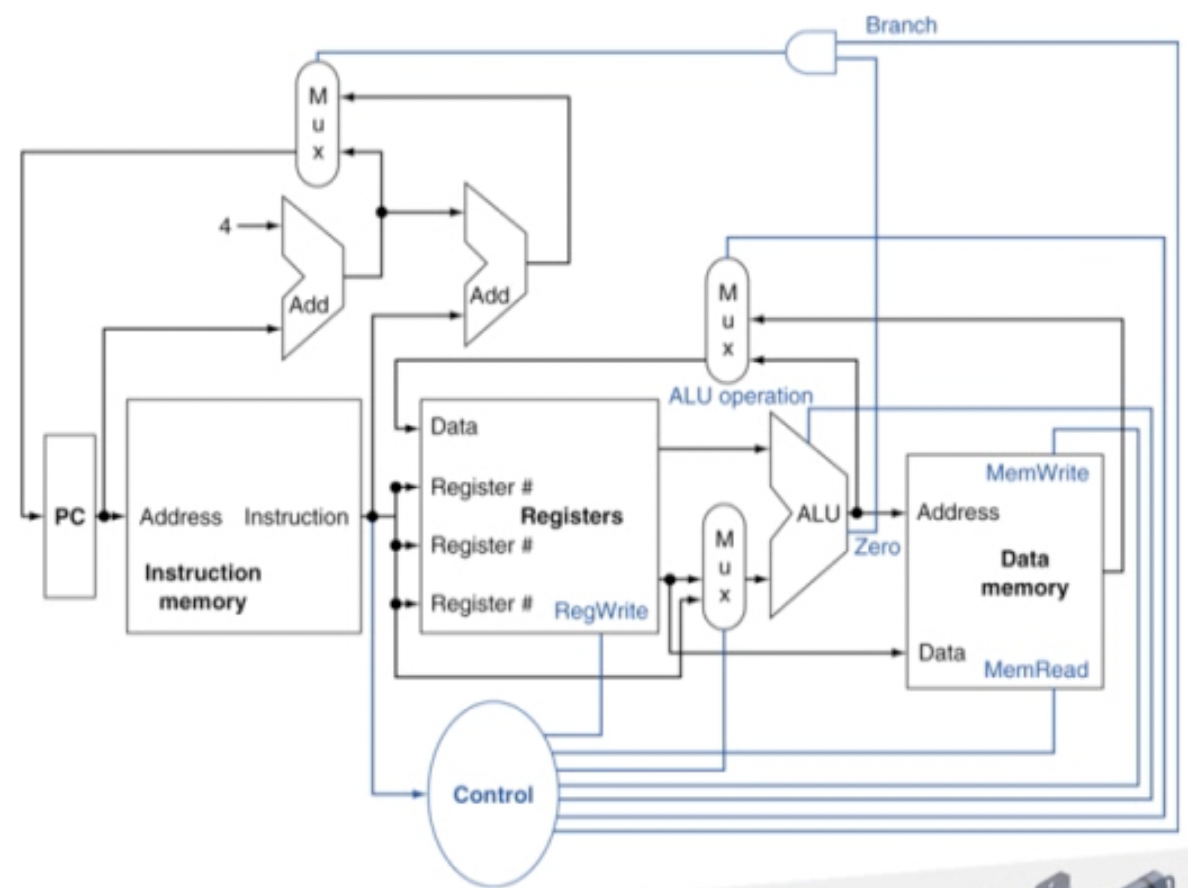 Branch
M
u
x
4
Add
Add
M
u
x
ALU operation
Data
Register #
Registers
Register #
Register #
RegWrite
PC
Address Instruction
Instruction
memory
M
u
x
ALU
Zero
MemWrite
Address
Data
memory
Data
MemRead
Control